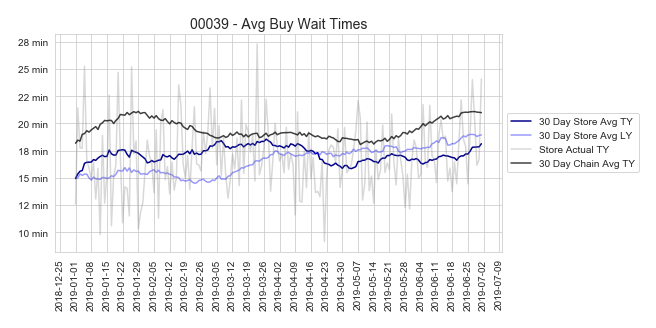 00039 - Avg Buy Wait Times
28 min
25 min
22 min
20 min
18 min
15 min
12 min
10 min
30 Day Store Avg TY
30 Day Store Avg LY
Store Actual TY
30 Day Chain Avg TY
2018-12-25
2019-01-01
2019-01-08
2019-01-15
2019-01-22
2019-01-29
2019-02-05
2019-02-12
2019-02-19
2019-02-26
2019-03-05
2019-03-12
2019-03-19
2019-03-26
2019-04-02
2019-04-09
2019-04-16
2019-04-23
2019-04-30
2019-05-07
2019-05-14
2019-05-21
2019-05-28
2019-06-04
2019-06-11
2019-06-18
2019-06-25
2019-07-02
2019-07-09